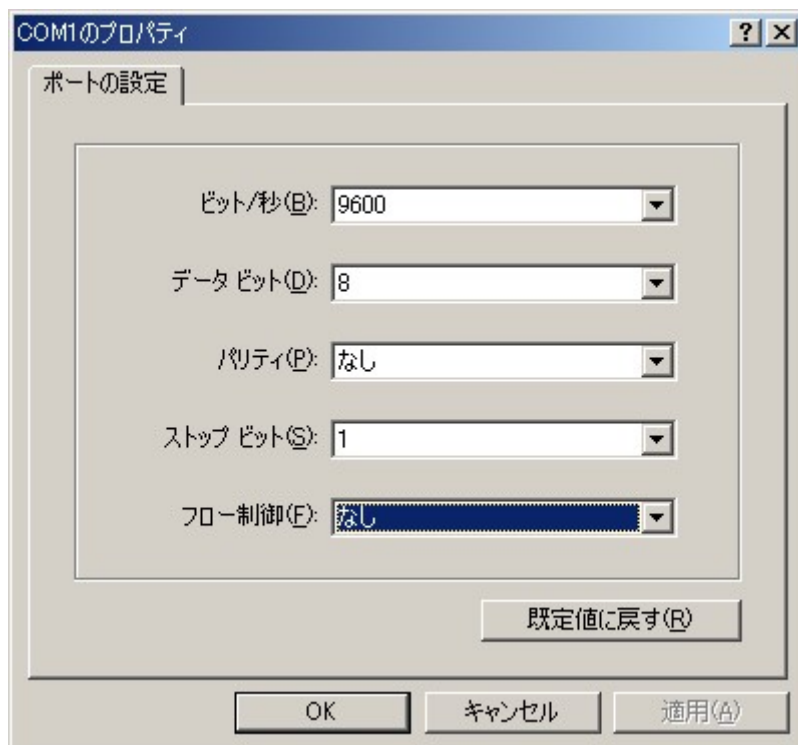 COM1のプロパティ
ポートの設定
ビット/秒(B): 9600
データ ビット(D): 8
パリティ(P): なし
ストップ ビット(S): 1
フロー制御(F): なし
既定値に戻す(R)
OK キャンセル 適用(A)